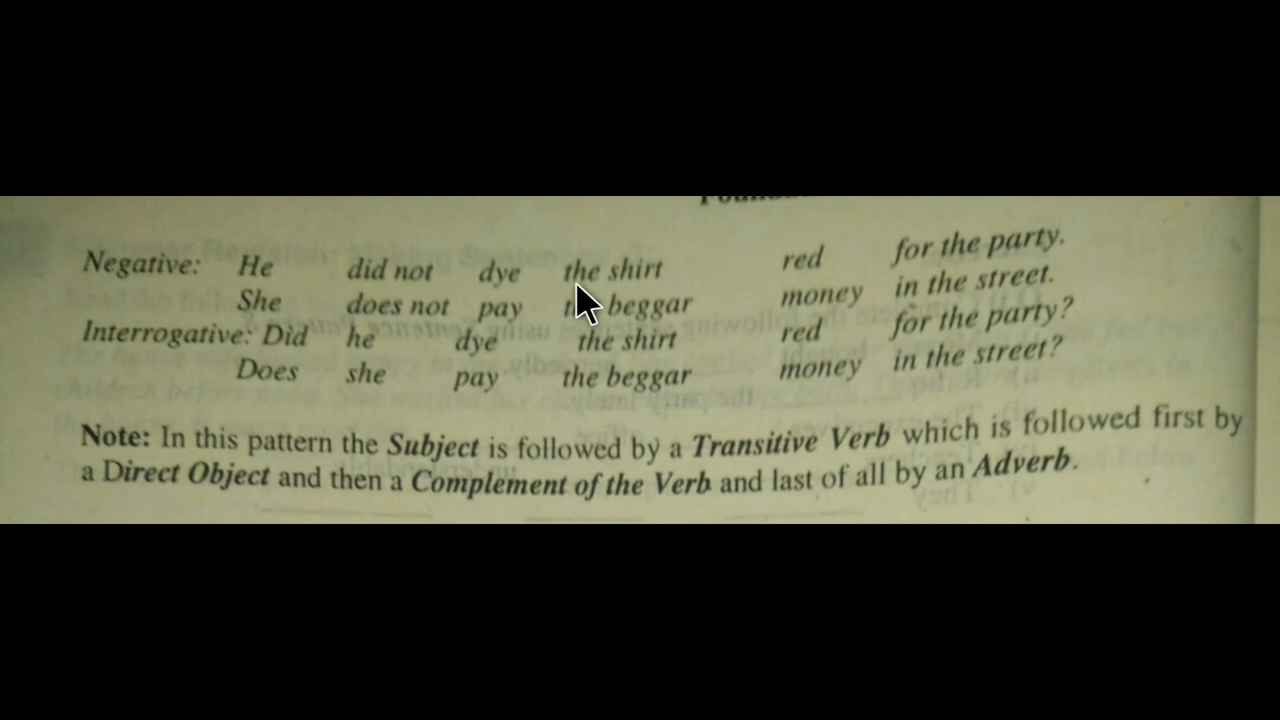 Negative: He did not dye the shirt red for the party.
She does not pay beggar money in the street.
Interrogative: Did he dye the shirt red for the party?
Does she pay the beggar money in the street?
Note: In this pattern the Subject is followed by a Transitive Verb which is followed first by
a Direct Object and then a Complement of the Verb and last of all by an Adverb.